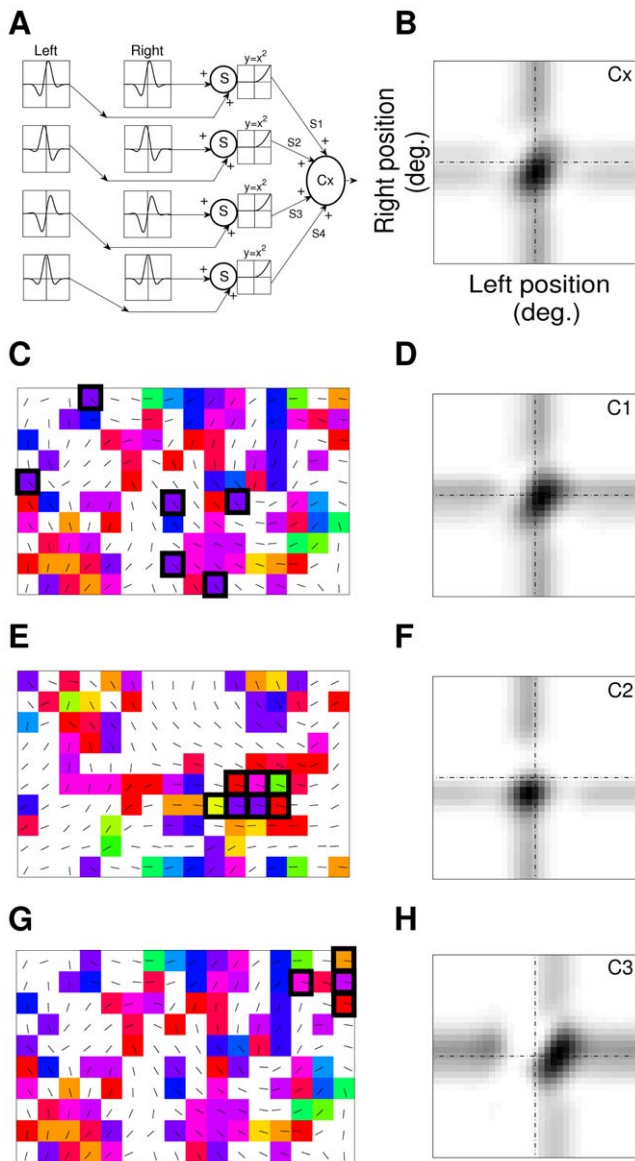 A
Left Right
+ S y=x²
+
S1
+ S y=x²
+
S2
+ S y=x²
+
S3
+ S y=x²
+
S4
+
+
+
+
Cx
B
Cx
Right position
(deg.)
Left position
(deg.)
C
D
C1
E
F
C2
G
H
C3